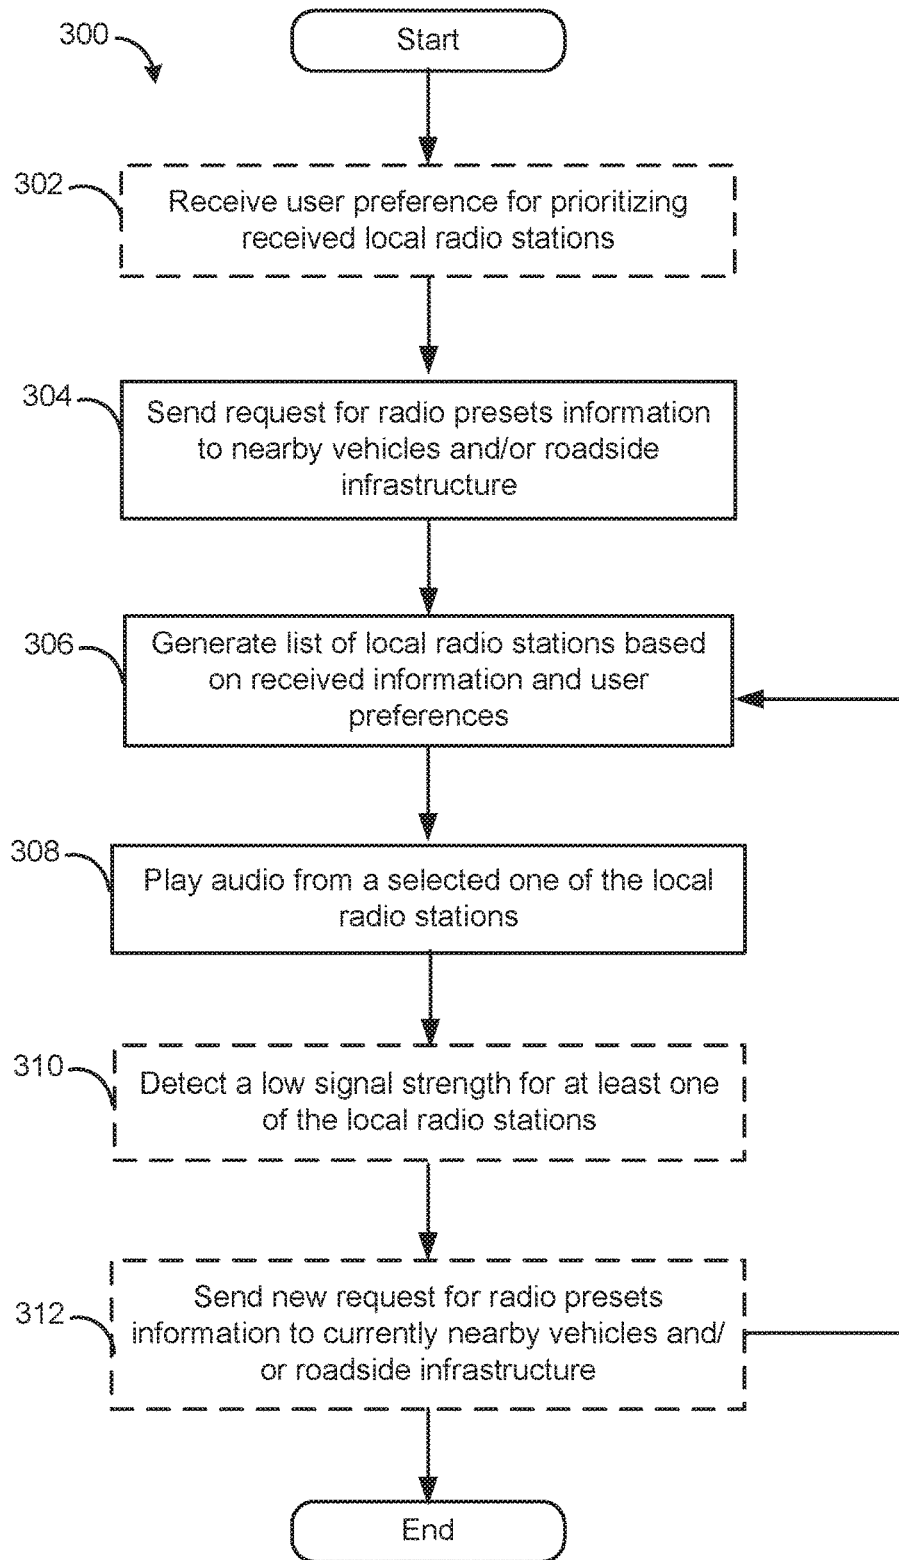 300
Start
302
Receive user preference for prioritizing
received local radio stations
304
Send request for radio presets information
to nearby vehicles and/or roadside
infrastructure
306
Generate list of local radio stations based
on received information and user
preferences
308
Play audio from a selected one of the local
radio stations
310
Detect a low signal strength for at least one
of the local radio stations
312
Send new request for radio presets
information to currently nearby vehicles and/
or roadside infrastructure
End